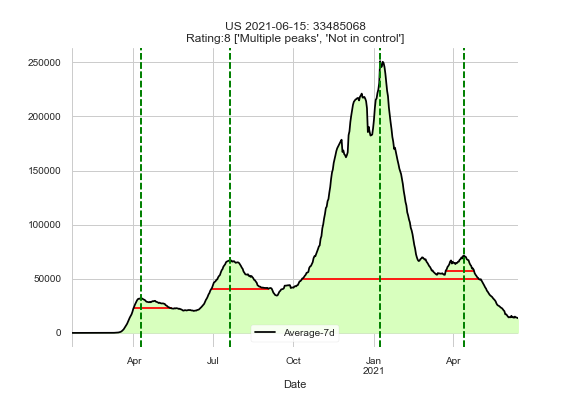 US 2021-06-15: 33485068
Rating:8 ['Multiple peaks', 'Not in control']
250000
200000
150000
100000
50000
0
Average-7d
Apr
Jul
Oct
Jan
2021
Apr
Date